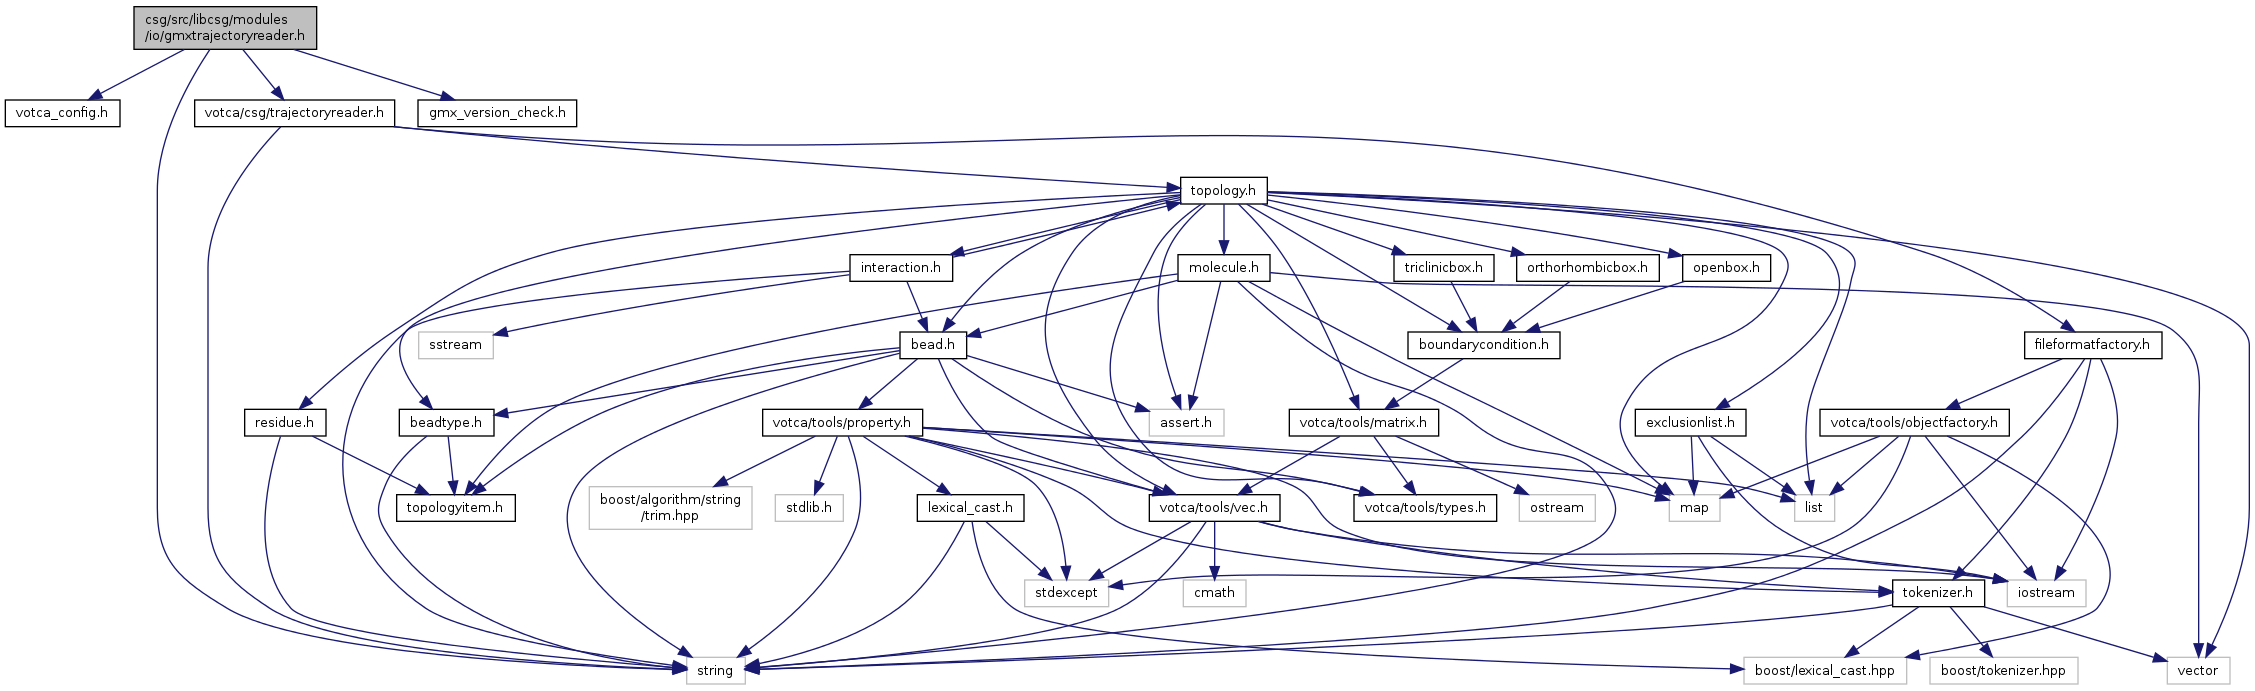 csg/src/libcsg/modules
/io/gmxtrajectoryreader.h
votca_config.h
votca/csg/trajectoryreader.h
gmx_version_check.h
topology.h
interaction.h
molecule.h
triclinicbox.h
orthorhombicbox.h
openbox.h
sstream
bead.h
boundarycondition.h
fileformatfactory.h
residue.h
beadtype.h
votca/tools/property.h
assert.h
votca/tools/matrix.h
exclusionlist.h
votca/tools/objectfactory.h
topologyitem.h
boost/algorithm/string
/trim.hpp
stdlib.h
lexical_cast.h
votca/tools/vec.h
votca/tools/types.h
ostream
map
list
stdexcept
cmath
tokenizer.h
iostream
string
boost/lexical_cast.hpp
boost/tokenizer.hpp
vector